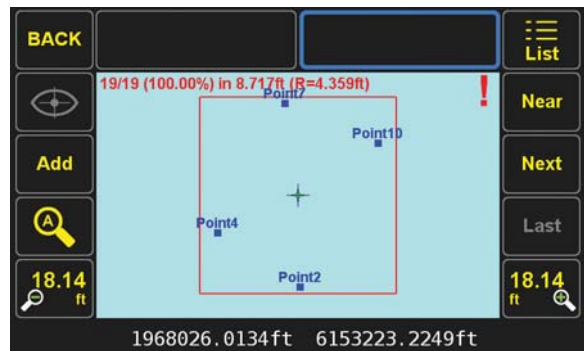 BACK
List
19/19 (100.00%) in 8.717ft (R=4.359ft)
!
Point7
Near
Point10
Add
Next
A
Point4
Last
18.14
ft
Point2
18.14
ft
1968026.0134ft 6153223.2249ft